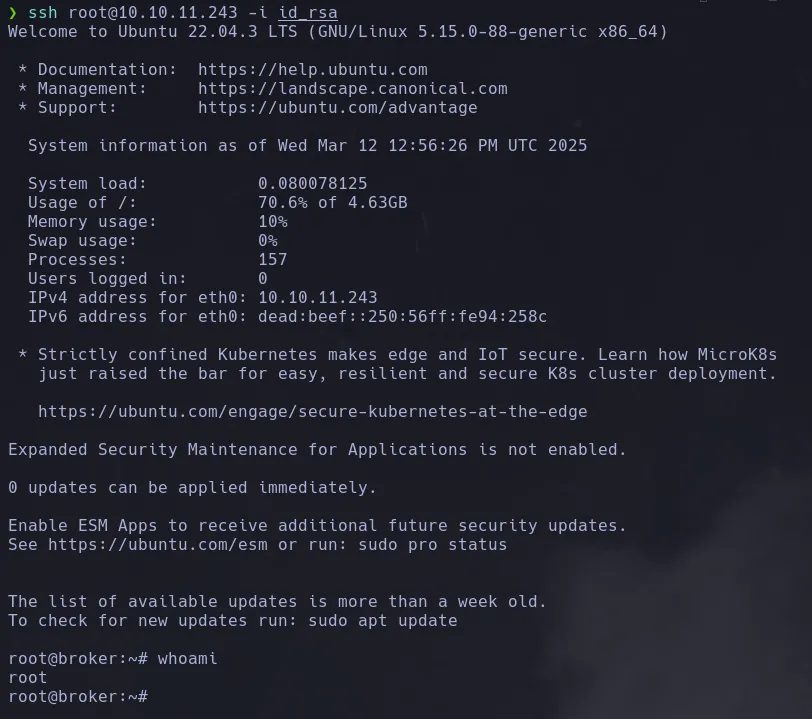 ❯ ssh root@10.10.11.243 -i id_rsa
Welcome to Ubuntu 22.04.3 LTS (GNU/Linux 5.15.0-88-generic x86_64)
* Documentation:  https://help.ubuntu.com
* Management:     https://landscape.canonical.com
* Support:        https://ubuntu.com/advantage
System information as of Wed Mar 12 12:56:26 PM UTC 2025
System load:           0.080078125
Usage of /:            70.6% of 4.63GB
Memory usage:          10%
Swap usage:            0%
Processes:             157
Users logged in:       0
IPv4 address for eth0: 10.10.11.243
IPv6 address for eth0: dead:beef::250:56ff:fe94:258c
* Strictly confined Kubernetes makes edge and IoT secure. Learn how MicroK8s
just raised the bar for easy, resilient and secure K8s cluster deployment.
https://ubuntu.com/engage/secure-kubernetes-at-the-edge
Expanded Security Maintenance for Applications is not enabled.
0 updates can be applied immediately.
Enable ESM Apps to receive additional future security updates.
See https://ubuntu.com/esm or run: sudo pro status
The list of available updates is more than a week old.
To check for new updates run: sudo apt update
root@broker:~# whoami
root
root@broker:~#